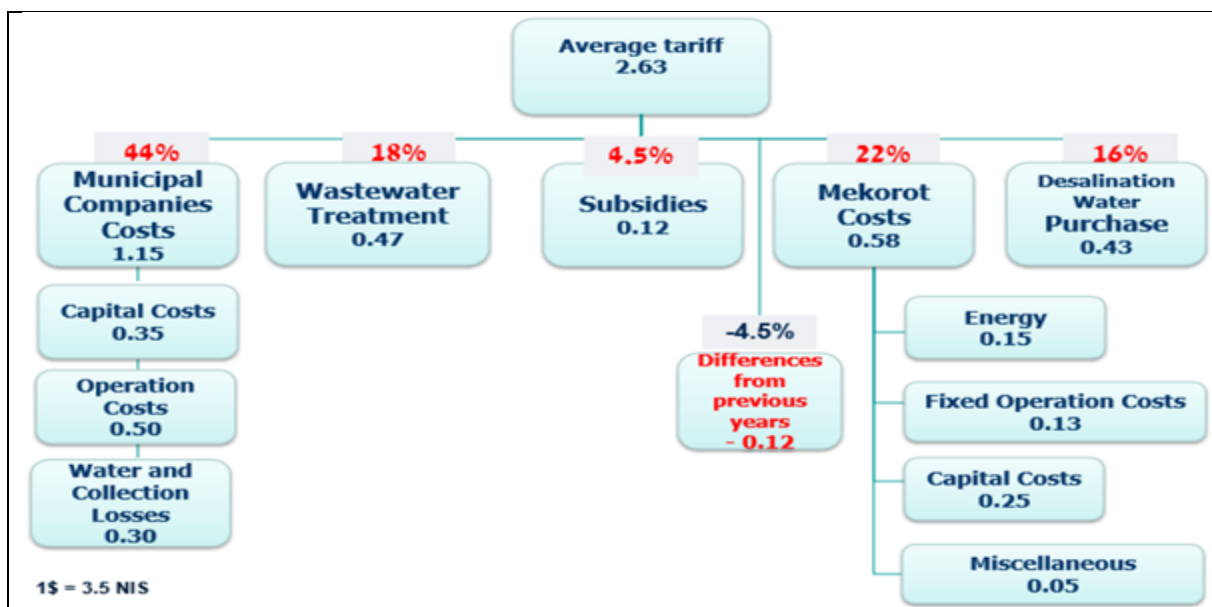 Average tariff
2.63
44%
Municipal
Companies
Costs
1.15
18%
Wastewater
Treatment
0.47
4.5%
Subsidies
0.12
22%
Mekorot
Costs
0.58
16%
Desalination
Water
Purchase
0.43
Capital Costs
0.35
Operation
Costs
0.50
Water and
Collection
Losses
0.30
-4.5%
Differences
from
previous
years
- 0.12
Energy
0.15
Fixed Operation Costs
0.13
Capital Costs
0.25
Miscellaneous
0.05
1$ = 3.5 NIS